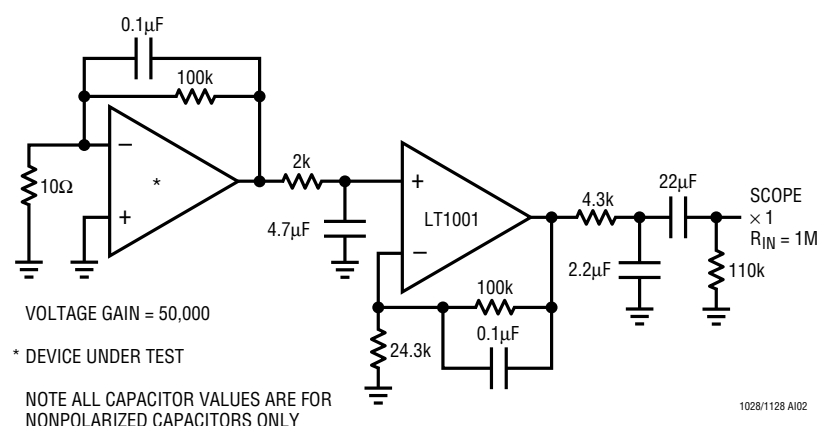 0.1µF
100k
–
10Ω
*
+
2k
4.7µF
+
LT1001
–
4.3k
22µF
SCOPE
× 1
R_IN = 1M
2.2µF
110k
100k
0.1µF
24.3k
VOLTAGE GAIN = 50,000
* DEVICE UNDER TEST
NOTE ALL CAPACITOR VALUES ARE FOR
NONPOLARIZED CAPACITORS ONLY
1028/1128 AI02